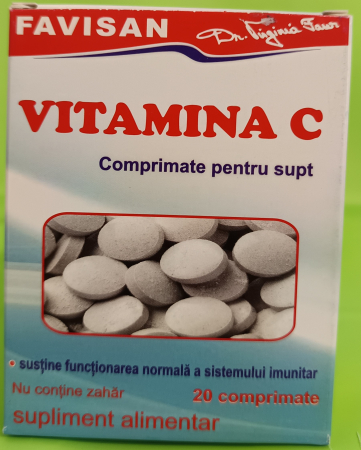 FAVISAN
Dr. Virginia Faur
VITAMINA C
Comprimate pentru supt
• susține funcționarea normală a sistemului imunitar
Nu conține zahăr
20 comprimate
supliment alimentar